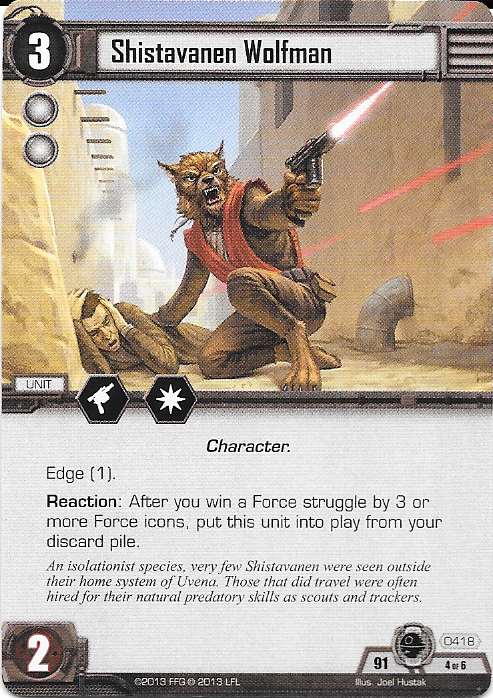 3
Shistavanen Wolfman
UNIT
Character.
Edge (1).
Reaction: After you win a Force struggle by 3 or
more Force icons, put this unit into play from your
discard pile.
An isolationist species, very few Shistavanen were seen outside
their home system of Uvena. Those that did travel were often
hired for their natural predatory skills as scouts and trackers.
2
91
0418
4 of 6
©2013 FFG © 2013 LFL
Illus. Joel Hustak